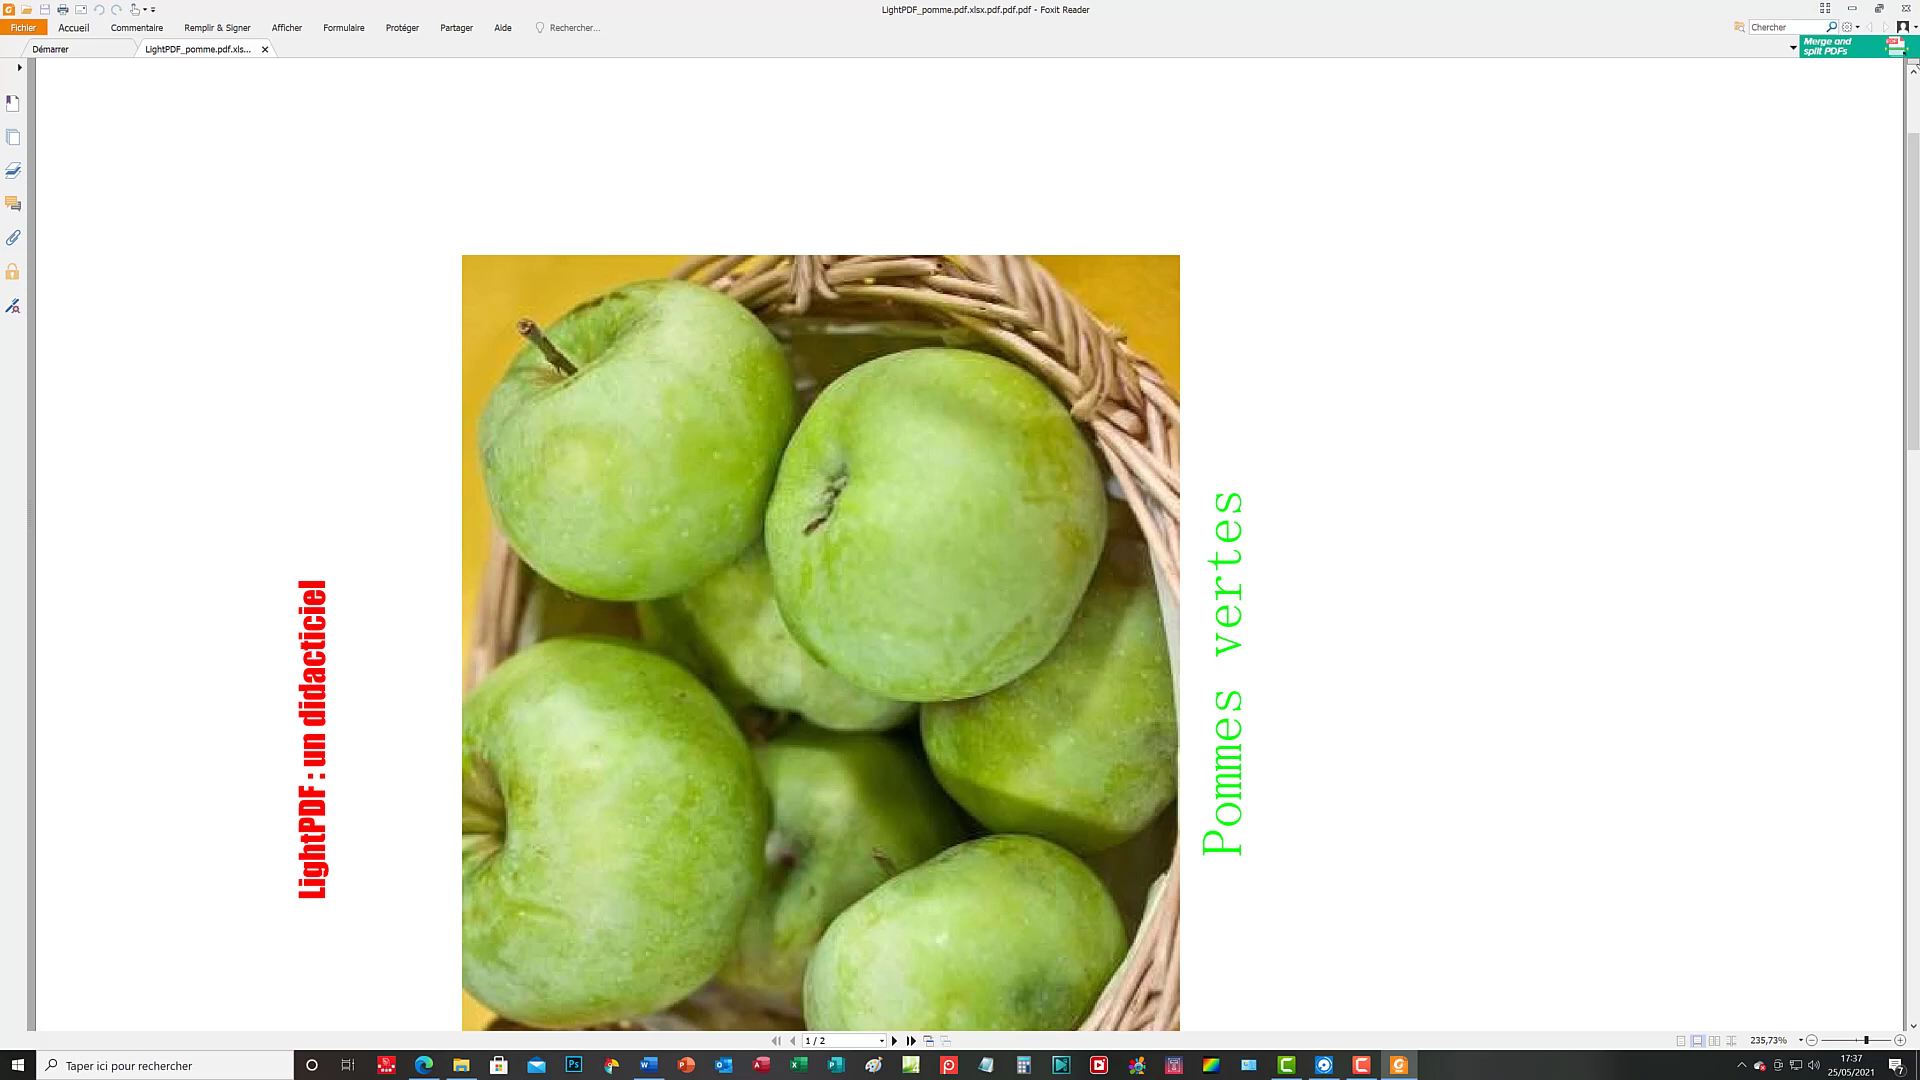 LightPDF_pomme.pdf.xlsx.pdf.pdf.pdf - Foxit Reader
Fichier
Accueil
Commentaire
Remplir & Signer
Afficher
Formulaire
Protéger
Partager
Aide
Rechercher...
Chercher
Démarrer
LightPDF_pomme.pdf.xls...
Merge and
split PDFs
LightPDF : un didacticiel
Pommes vertes
1 / 2
235,73%
Taper ici pour rechercher
17:37
25/05/2021